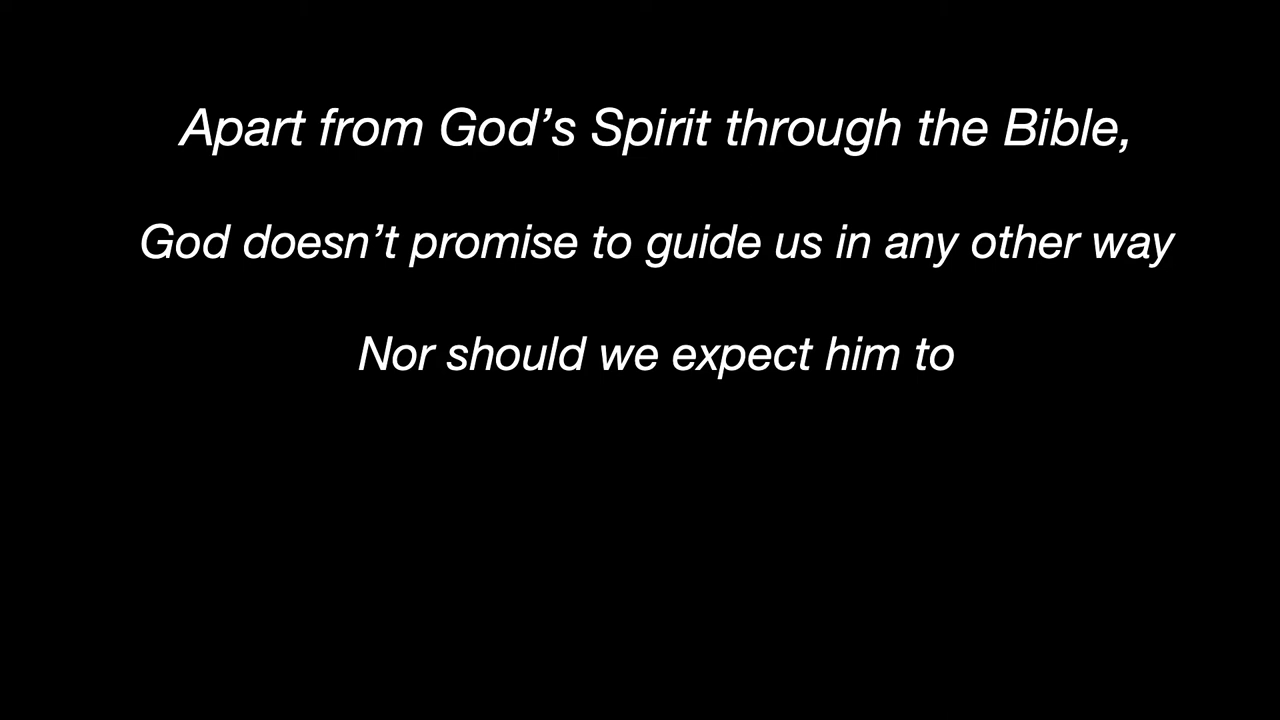 Apart from God’s Spirit through the Bible,
God doesn’t promise to guide us in any other way
Nor should we expect him to